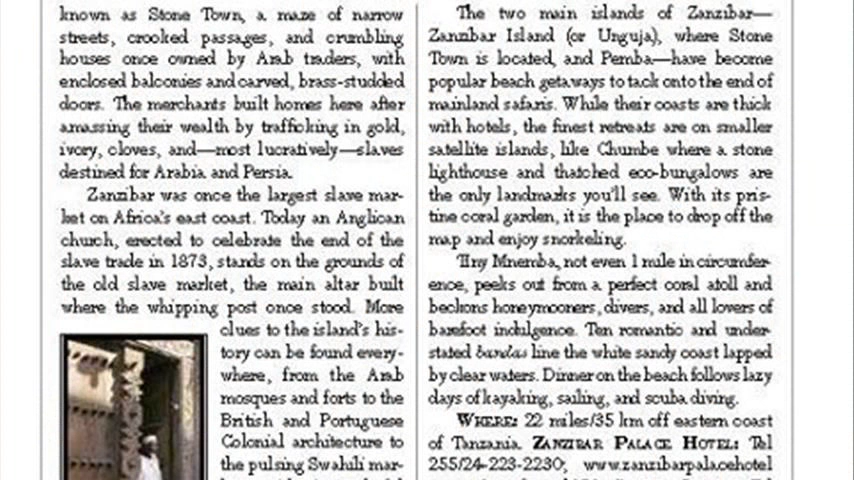 known as Stone Town, a maze of narrow
streets, crooked passages, and crumbling
houses once owned by Arab traders, with
enclosed balconies and carved, brass-studded
doors. The merchants built homes here after
amassing their wealth by trafficking in gold,
ivory, cloves, and—most lucratively—slaves
destined for Arabia and Persia.
Zanzibar was once the largest slave mar-
ket on Africa's east coast. Today an Anglican
church, erected to celebrate the end of the
slave trade in 1873, stands on the grounds of
the old slave market, the main altar built
where the whipping post once stood. More
clues to the island's his-
tory can be found every-
where, from the Arab
mosques and forts to the
British and Portuguese
Colonial architecture to
the pulsing Swahili mar-
The two main islands of Zanzibar—
Zanzibar Island (or Unguja), where Stone
Town is located, and Pemba—have become
popular beach getaways to tack onto the end of
mainland safaris. While their coasts are thick
with hotels, the finest retreats are on smaller
satellite islands, like Chumbe where a stone
lighthouse and thatched eco-bungalows are
the only landmarks you'll see. With its pris-
tine coral garden, it is the place to drop off the
map and enjoy snorkeling.
Tiny Mnemba, not even 1 mile in circumfer-
ence, peeks out from a perfect coral atoll and
beckons honeymooners, divers, and all lovers of
barefoot indulgence. Ten romantic and under-
stated bandas line the white sandy coast lapped
by clear waters. Dinner on the beach follows lazy
days of kayaking, sailing, and scuba diving.
WHERE: 22 miles/35 km off eastern coast
of Tanzania. ZANZIBAR PALACE HOTEL: Tel
255/24-223-2230; www.zanzibarpalacehotel